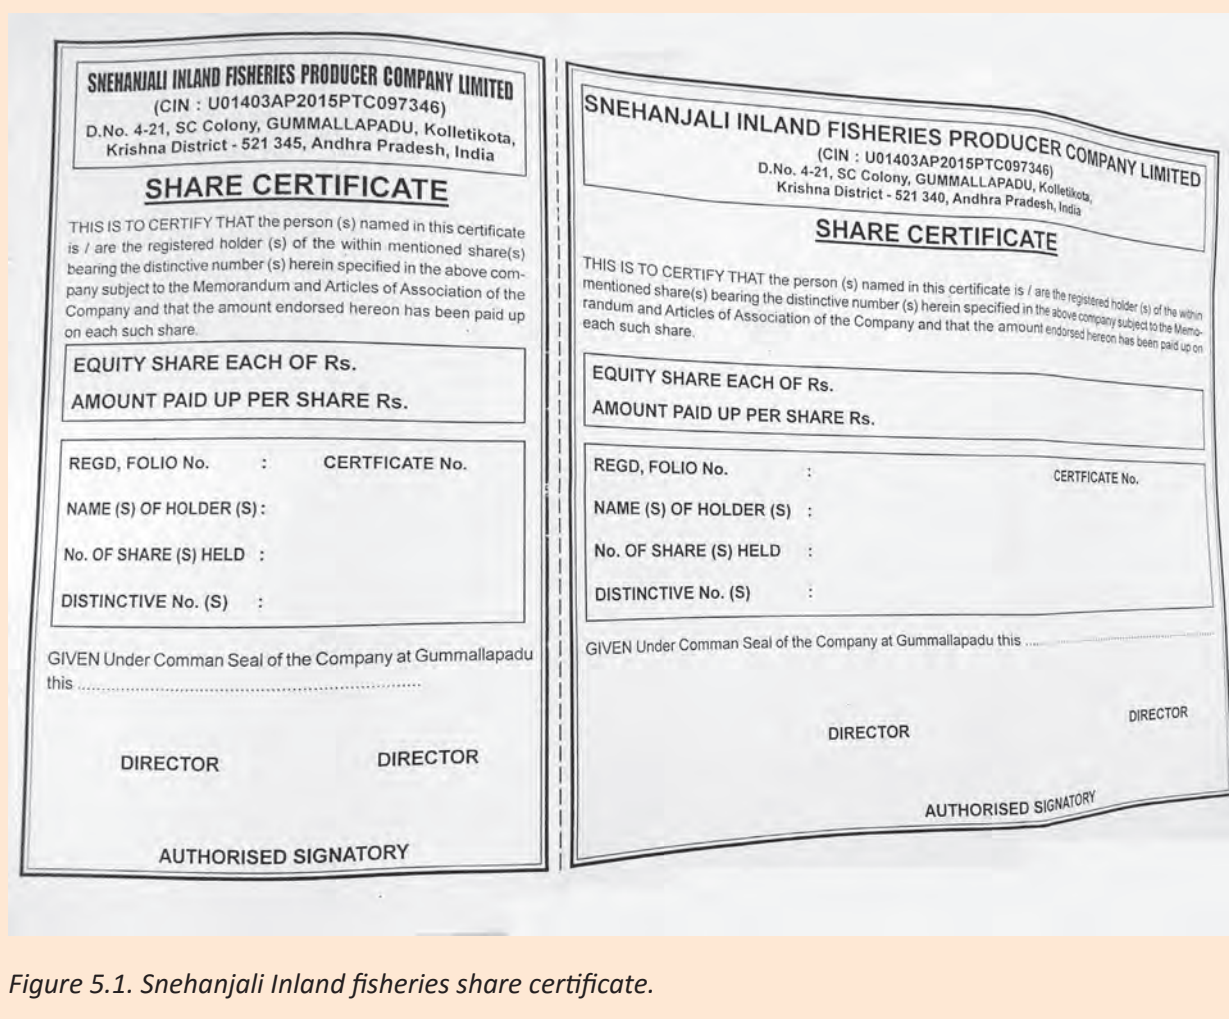 SNEHANJALI INLAND FISHERIES PRODUCER COMPANY LIMITED
(CIN : U01403AP2015PTC097346)
D.No. 4-21, SC Colony, GUMMALLAPADU, Kolletikota,
Krishna District - 521 345, Andhra Pradesh, India
SHARE CERTIFICATE
THIS IS TO CERTIFY THAT the person (s) named in this certificate
is / are the registered holder (s) of the within mentioned share(s)
bearing the distinctive number (s) herein specified in the above com-
pany subject to the Memorandum and Articles of Association of the
Company and that the amount endorsed hereon has been paid up
on each such share.
EQUITY SHARE EACH OF Rs.
AMOUNT PAID UP PER SHARE Rs.
REGD, FOLIO No. : CERTFICATE No.
NAME (S) OF HOLDER (S) :
No. OF SHARE (S) HELD :
DISTINCTIVE No. (S) :
GIVEN Under Comman Seal of the Company at Gummallapadu
this ..............................................................
DIRECTOR DIRECTOR
AUTHORISED SIGNATORY
SNEHANJALI INLAND FISHERIES PRODUCER COMPANY LIMITED
(CIN : U01403AP2015PTC097346)
D.No. 4-21, SC Colony, GUMMALLAPADU, Kolletikota,
Krishna District - 521 340, Andhra Pradesh, India
SHARE CERTIFICATE
THIS IS TO CERTIFY THAT the person (s) named in this certificate is / are the registered holder (s) of the within
mentioned share(s) bearing the distinctive number (s) herein specified in the above company subject to the Memo-
randum and Articles of Association of the Company and that the amount endorsed hereon has been paid up on
each such share.
EQUITY SHARE EACH OF Rs.
AMOUNT PAID UP PER SHARE Rs.
REGD, FOLIO No. : CERTFICATE No.
NAME (S) OF HOLDER (S) :
No. OF SHARE (S) HELD :
DISTINCTIVE No. (S) :
GIVEN Under Comman Seal of the Company at Gummallapadu this ..............................................
DIRECTOR DIRECTOR
AUTHORISED SIGNATORY
Figure 5.1. Snehanjali Inland fisheries share certificate.